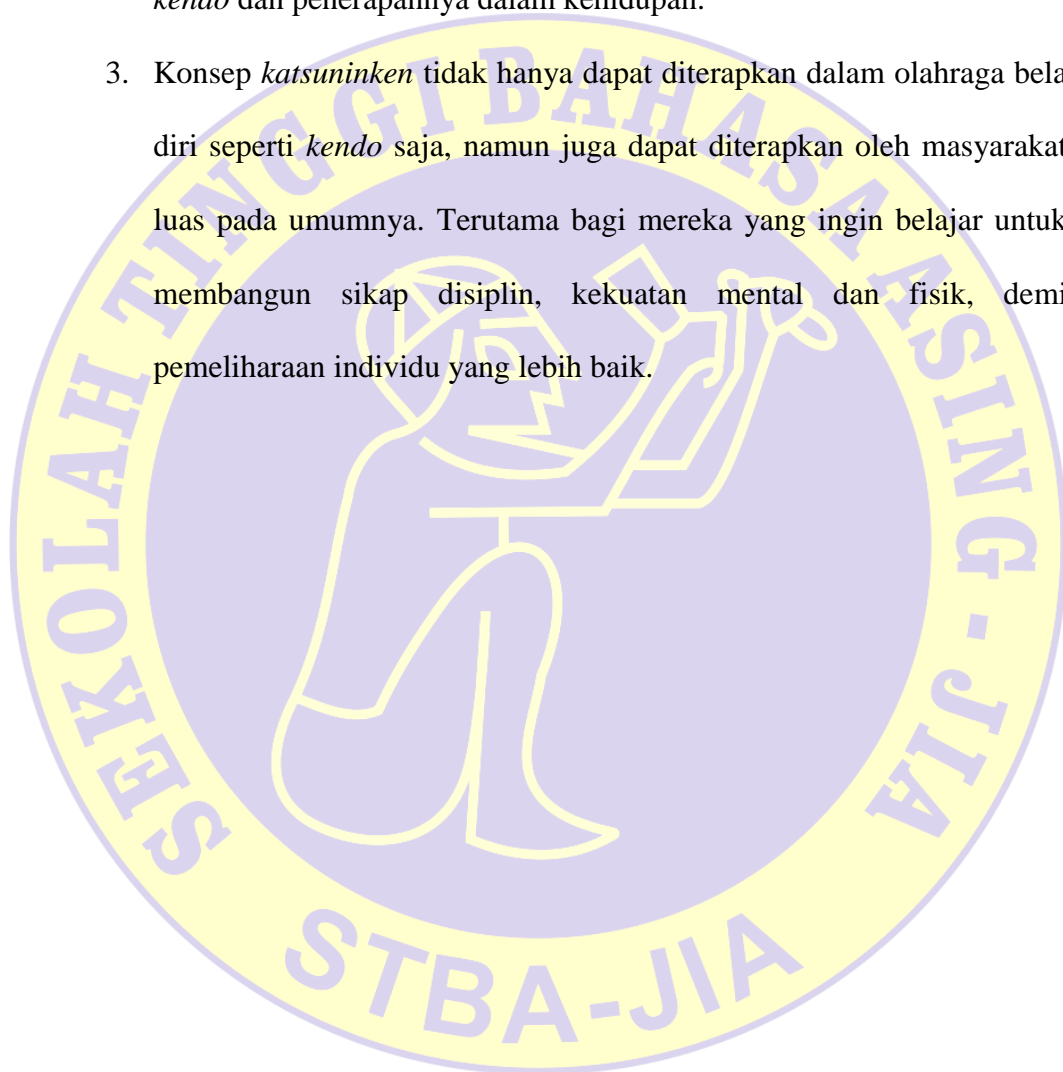 kendo dan penerapannya dalam kehidupan.
3. Konsep katsuninken tidak hanya dapat diterapkan dalam olahraga bela
diri seperti kendo saja, namun juga dapat diterapkan oleh masyarakat
luas pada umumnya. Terutama bagi mereka yang ingin belajar untuk
membangun sikap disiplin, kekuatan mental dan fisik, demi
pemeliharaan individu yang lebih baik.
SEKOLAH TINGGI BAHASA ASING - JIA
STBA-JIA